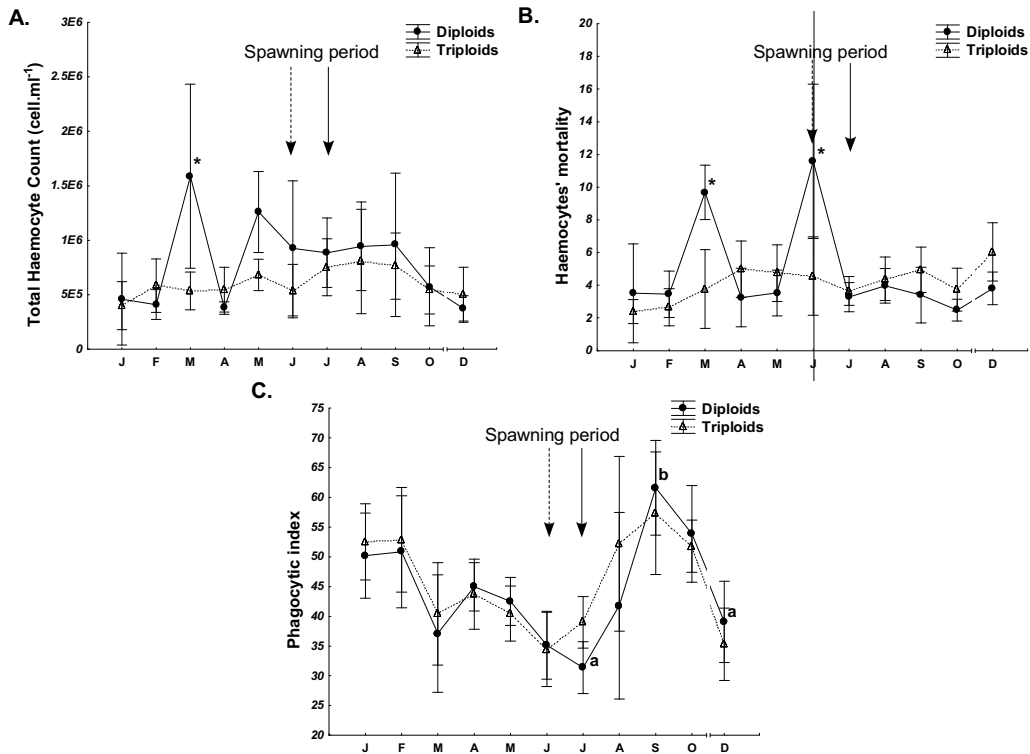 A.
Total Haemocyte Count (cell.ml-1)
3E6
2.5E6
2E6
1.5E6
1E6
5E5
0
Diploids
Triploids
Spawning period
*
J F M A M J J A S O D
B.
Haemocytes' mortality
20
18
16
14
12
10
8
6
4
2
0
Diploids
Triploids
Spawning period
*
*
J F M A M J J A S O D
C.
Phagocytic index
75
70
65
60
55
50
45
40
35
30
25
20
Diploids
Triploids
Spawning period
b
a
a
J F M A M J J A S O D